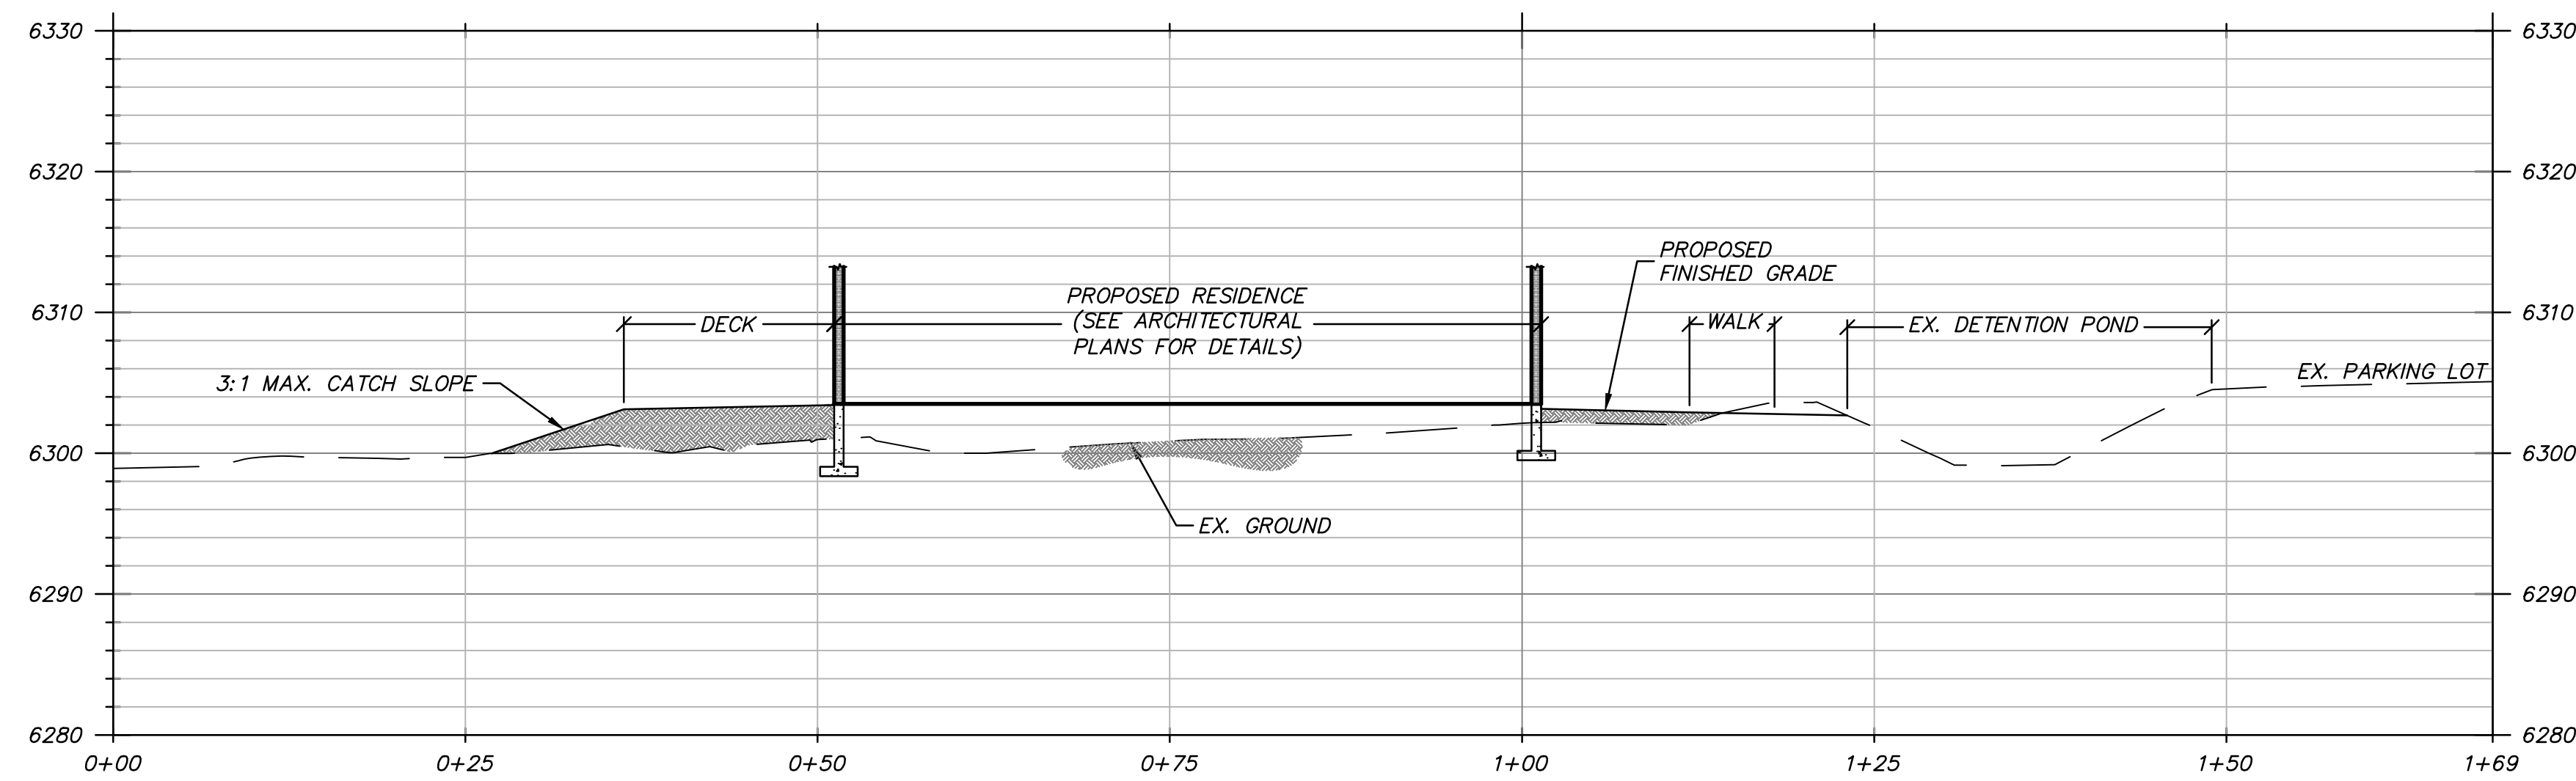 6330
6330
6320
6320
PROPOSED
FINISHED GRADE
PROPOSED RESIDENCE
6310
6310
DECK
(SEE ARCHITECTURAL
WALK
EX. DETENTION POND
PLANS FOR DETAILS)
3:1 MAX. CATCH SLOPE
EX. PARKING LOT
6300
6300
EX. GROUND
6290
6290
6280
6280
0+00
0+25
0+50
0+75
1+00
1+25
1+50
1+69